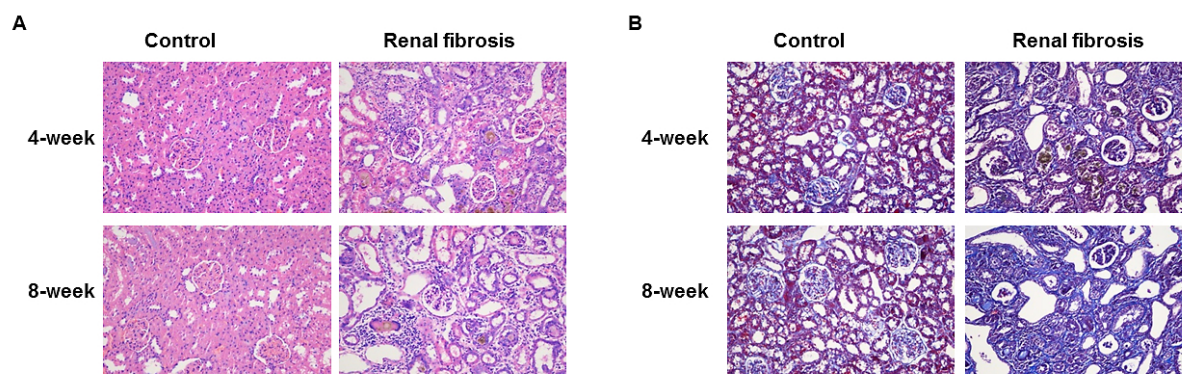 A
B
Control
Renal fibrosis
Control
Renal fibrosis
4-week
4-week
8-week
8-week